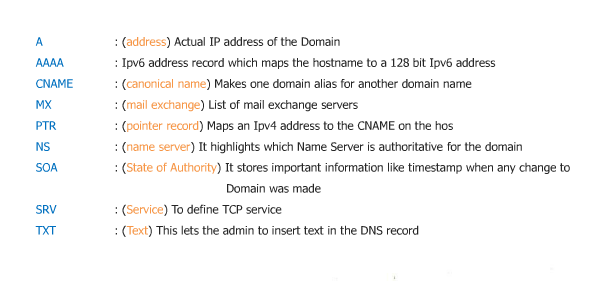 A : (address) Actual IP address of the Domain
AAAA : Ipv6 address record which maps the hostname to a 128 bit Ipv6 address
CNAME : (canonical name) Makes one domain alias for another domain name
MX : (mail exchange) List of mail exchange servers
PTR : (pointer record) Maps an Ipv4 address to the CNAME on the hos
NS : (name server) It highlights which Name Server is authoritative for the domain
SOA : (State of Authority) It stores important information like timestamp when any change to
Domain was made
SRV : (Service) To define TCP service
TXT : (Text) This lets the admin to insert text in the DNS record